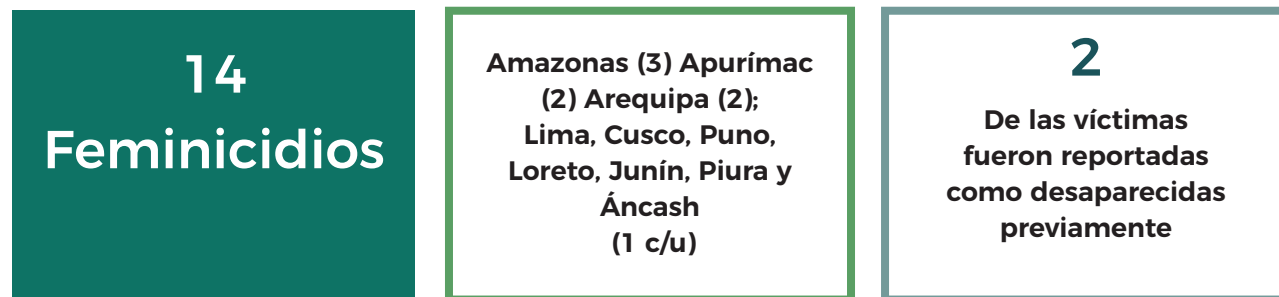 14
Feminicidios
Amazonas (3) Apurímac
(2) Arequipa (2);
Lima, Cusco, Puno,
Loreto, Junín, Piura y
Áncash
(1 c/u)
2
De las víctimas
fueron reportadas
como desaparecidas
previamente